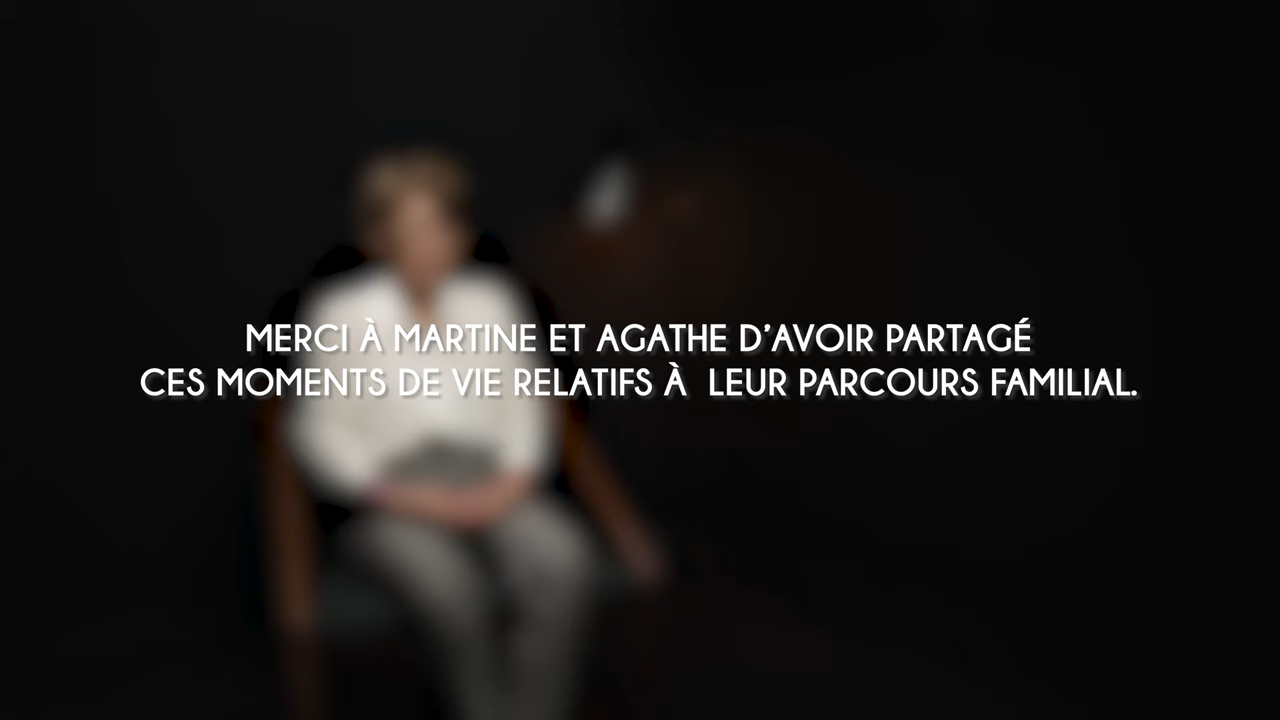 MERCI À MARTINE ET AGATHE D’AVOIR PARTAGÉ
CES MOMENTS DE VIE RELATIFS À  LEUR PARCOURS FAMILIAL.